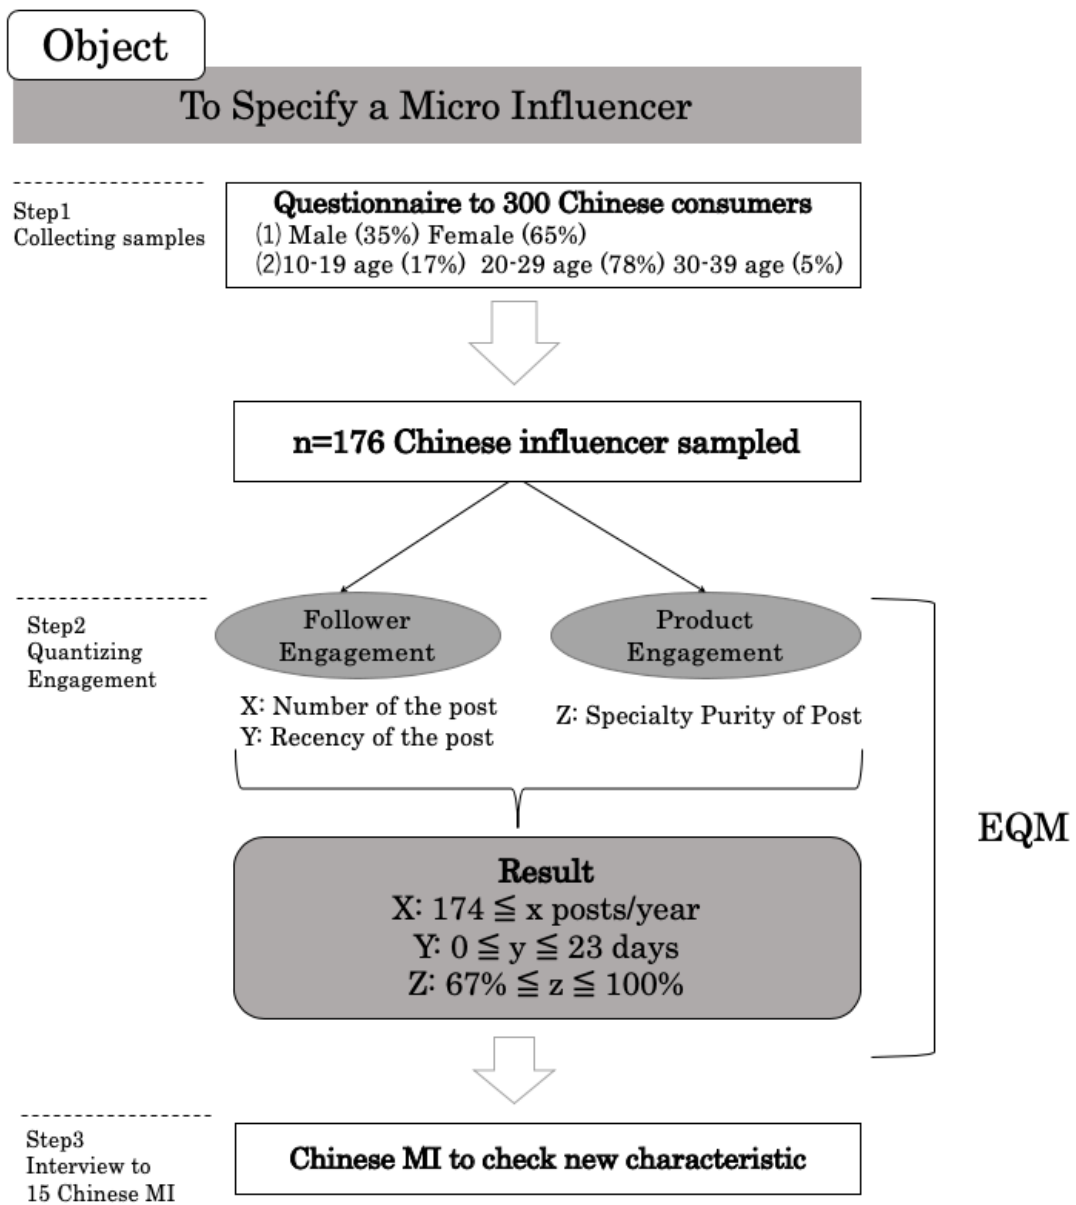 Object
To Specify a Micro Influencer
Step1
Collecting samples
Questionnaire to 300 Chinese consumers
(1) Male (35%) Female (65%)
(2)10-19 age (17%) 20-29 age (78%) 30-39 age (5%)
n=176 Chinese influencer sampled
Step2
Quantizing
Engagement
Follower
Engagement
Product
Engagement
X: Number of the post
Y: Recency of the post
Z: Specialty Purity of Post
Result
X: 174 ≦ x posts/year
Y: 0 ≦ y ≦ 23 days
Z: 67% ≦ z ≦ 100%
EQM
Step3
Interview to
15 Chinese MI
Chinese MI to check new characteristic